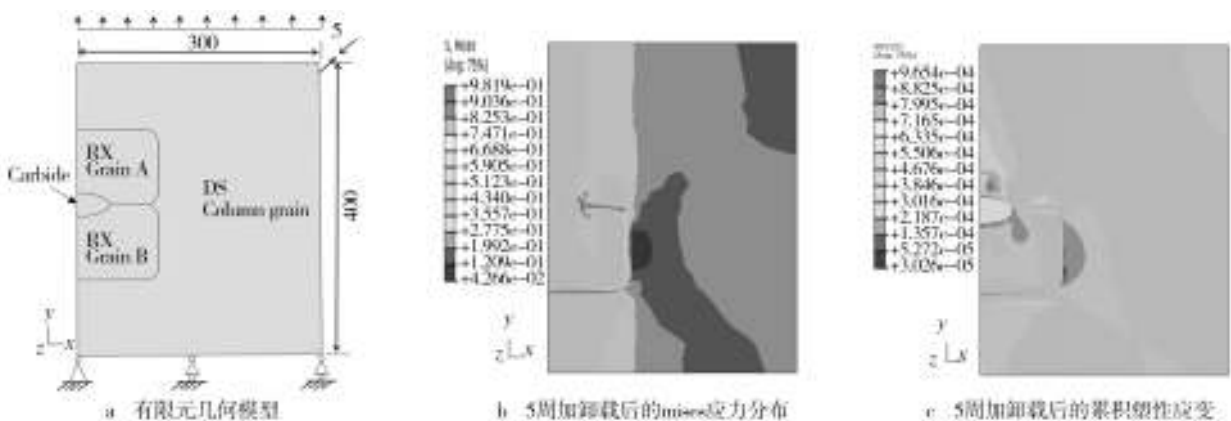 300
5
RX
Grain A
Carbide
DS
Column grain
RX
Grain B
400
y
z x
a 有限元几何模型
S, Mises
(Avg: 75%)
+9.819e-01
+9.036e-01
+8.253e-01
+7.471e-01
+6.688e-01
+5.905e-01
+5.123e-01
+4.340e-01
+3.557e-01
+2.775e-01
+1.992e-01
+1.209e-01
+4.266e-02
y
z x
b 5周加卸载后的mises应力分布
(Avg: 75%)
+9.654e-04
+8.825e-04
+7.995e-04
+7.165e-04
+6.335e-04
+5.506e-04
+4.676e-04
+3.846e-04
+3.016e-04
+2.187e-04
+1.357e-04
+5.272e-05
+3.026e-05
y
z x
c 5周加卸载后的累积塑性应变